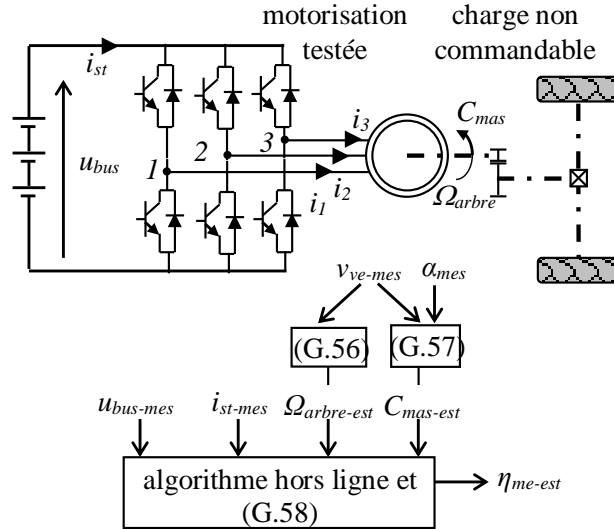 motorisation testée
charge non commandable
i_st
u_bus
1
2
3
i_3
i_2
i_1
C_mas
Ω_arbre
v_ve-mes
α_mes
(G.56)
(G.57)
u_bus-mes
i_st-mes
Ω_arbre-est
C_mas-est
algorithme hors ligne et
(G.58)
η_me-est